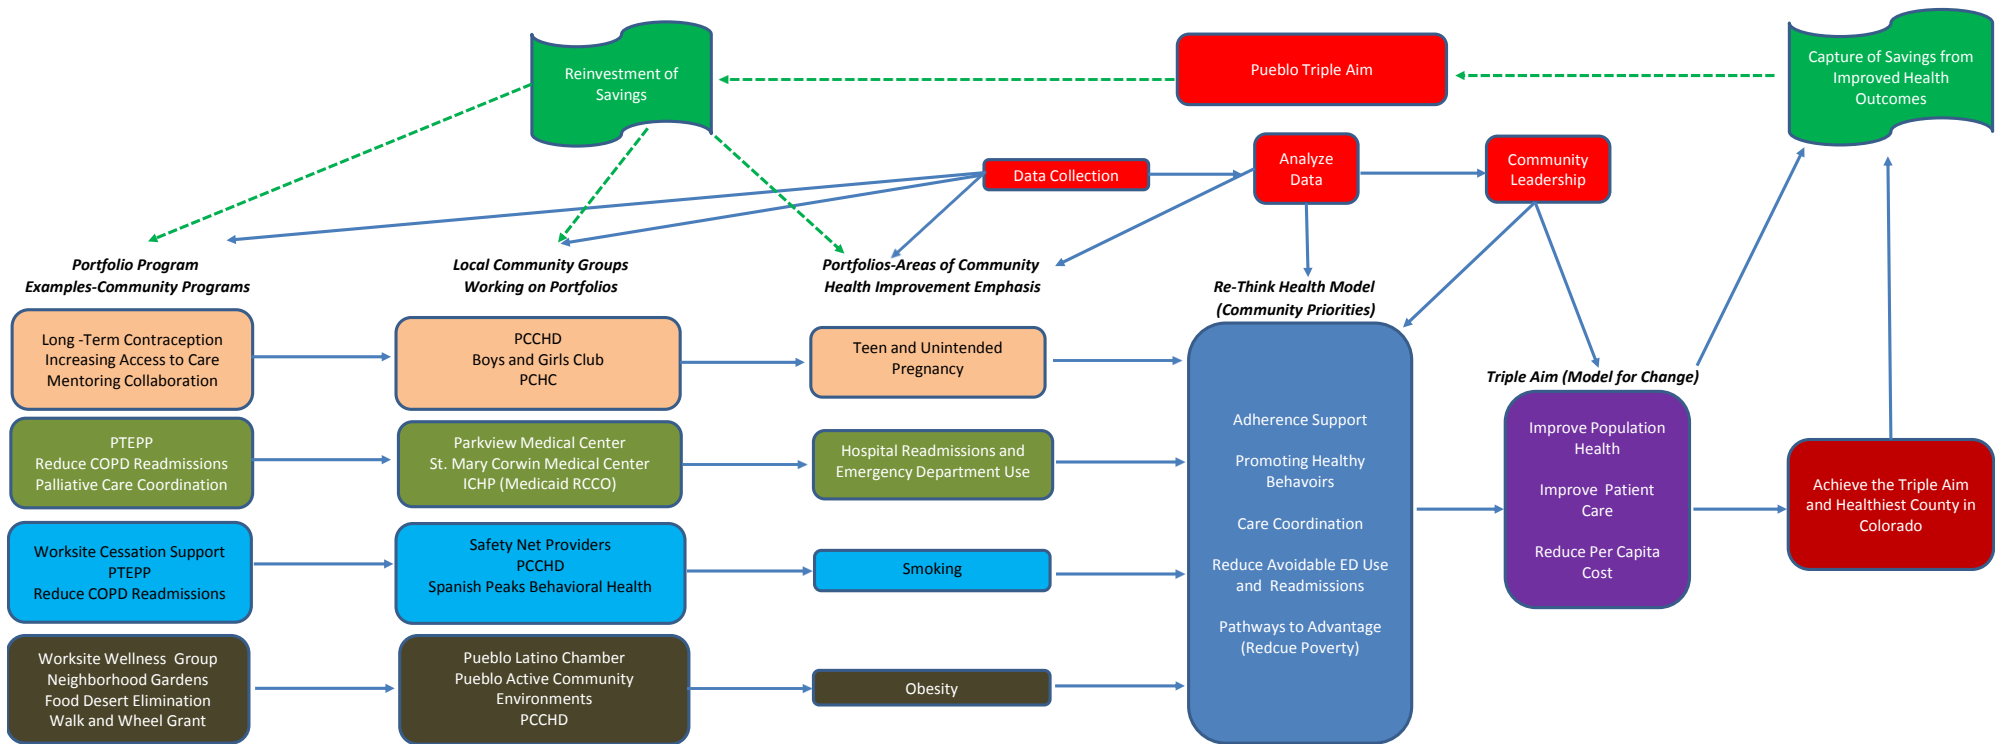 Reinvestment of
Savings
Pueblo Triple Aim
Capture of Savings from
Improved Health
Outcomes
Data Collection
Analyze
Data
Community
Leadership
Portfolio Program
Examples-Community Programs
Local Community Groups
Working on Portfolios
Portfolios-Areas of Community
Health Improvement Emphasis
Re-Think Health Model
(Community Priorities)
Triple Aim (Model for Change)
Long -Term Contraception
Increasing Access to Care
Mentoring Collaboration
PCCHD
Boys and Girls Club
PCHC
Teen and Unintended
Pregnancy
PTEPP
Reduce COPD Readmissions
Palliative Care Coordination
Parkview Medical Center
St. Mary Corwin Medical Center
ICHP (Medicaid RCCO)
Hospital Readmissions and
Emergency Department Use
Worksite Cessation Support
PTEPP
Reduce COPD Readmissions
Safety Net Providers
PCCHD
Spanish Peaks Behavioral Health
Smoking
Worksite Wellness  Group
Neighborhood Gardens
Food Desert Elimination
Walk and Wheel Grant
Pueblo Latino Chamber
Pueblo Active Community
Environments
PCCHD
Obesity
Adherence Support
Promoting Healthy
Behavoirs
Care Coordination
Reduce Avoidable ED Use
and  Readmissions
Pathways to Advantage
(Redcue Poverty)
Improve Population
Health
Improve  Patient
Care
Reduce Per Capita
Cost
Achieve the Triple Aim
and Healthiest County in
Colorado